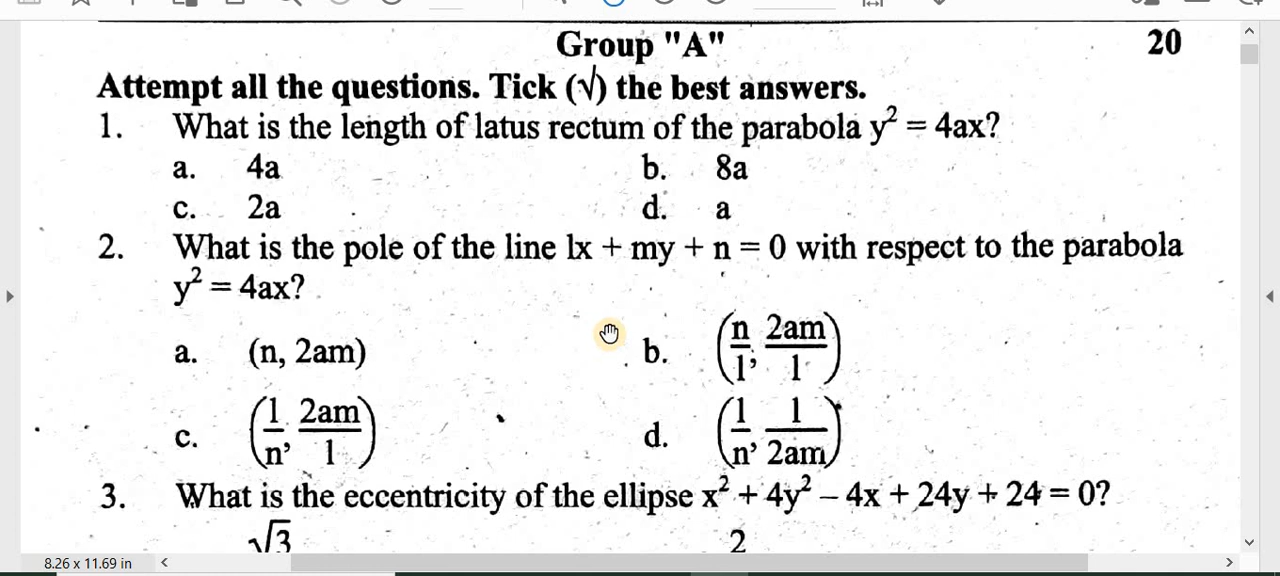 Group "A" 20
Attempt all the questions. Tick (√) the best answers.
1. What is the length of latus rectum of the parabola y² = 4ax?
a. 4a b. 8a
c. 2a d. a
2. What is the pole of the line lx + my + n = 0 with respect to the parabola
y² = 4ax?
a. (n, 2am) b. (n/l, 2am/l)
c. (l/n, 2am/l) d. (l/n, l/2am)
3. What is the eccentricity of the ellipse x² + 4y² – 4x + 24y + 24 = 0?
√3 2
8.26 x 11.69 in